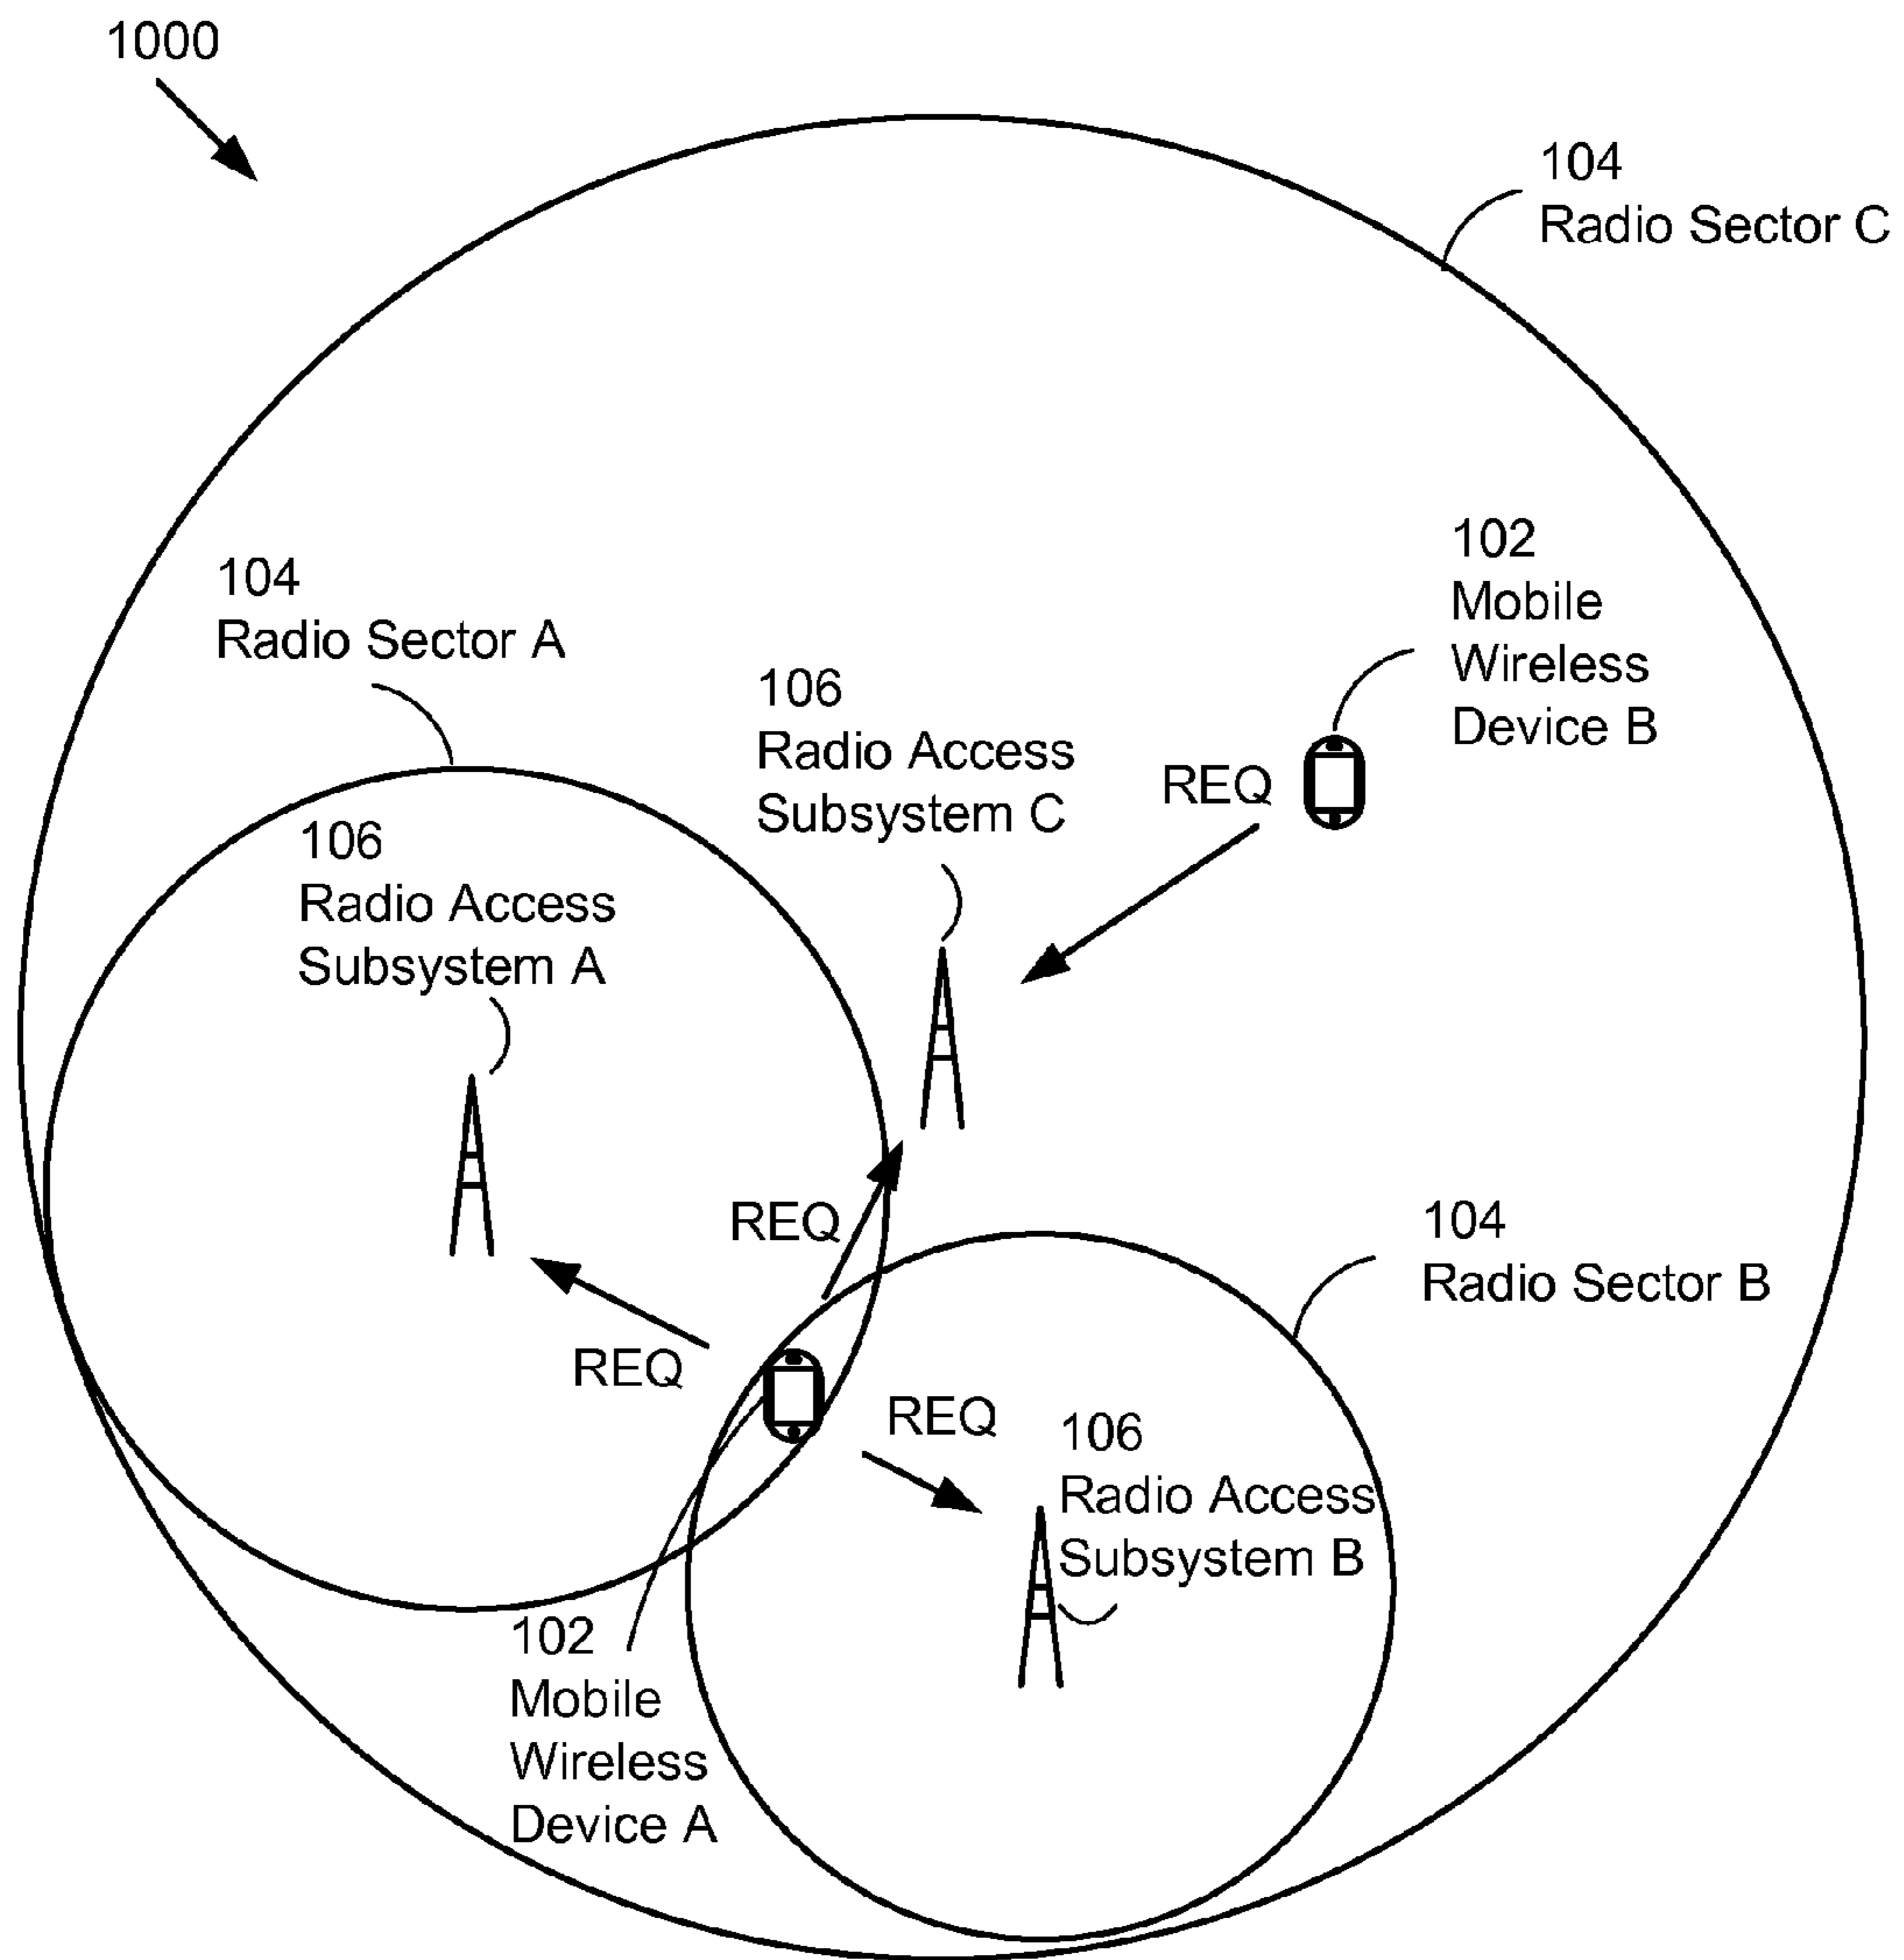 1000
104
Radio Sector C
102
Mobile
Wireless
Device B
104
Radio Sector A
106
Radio Access
Subsystem C
REQ
106
Radio Access
Subsystem A
REQ
104
Radio Sector B
REQ
REQ
106
Radio Access
Subsystem B
102
Mobile
Wireless
Device A